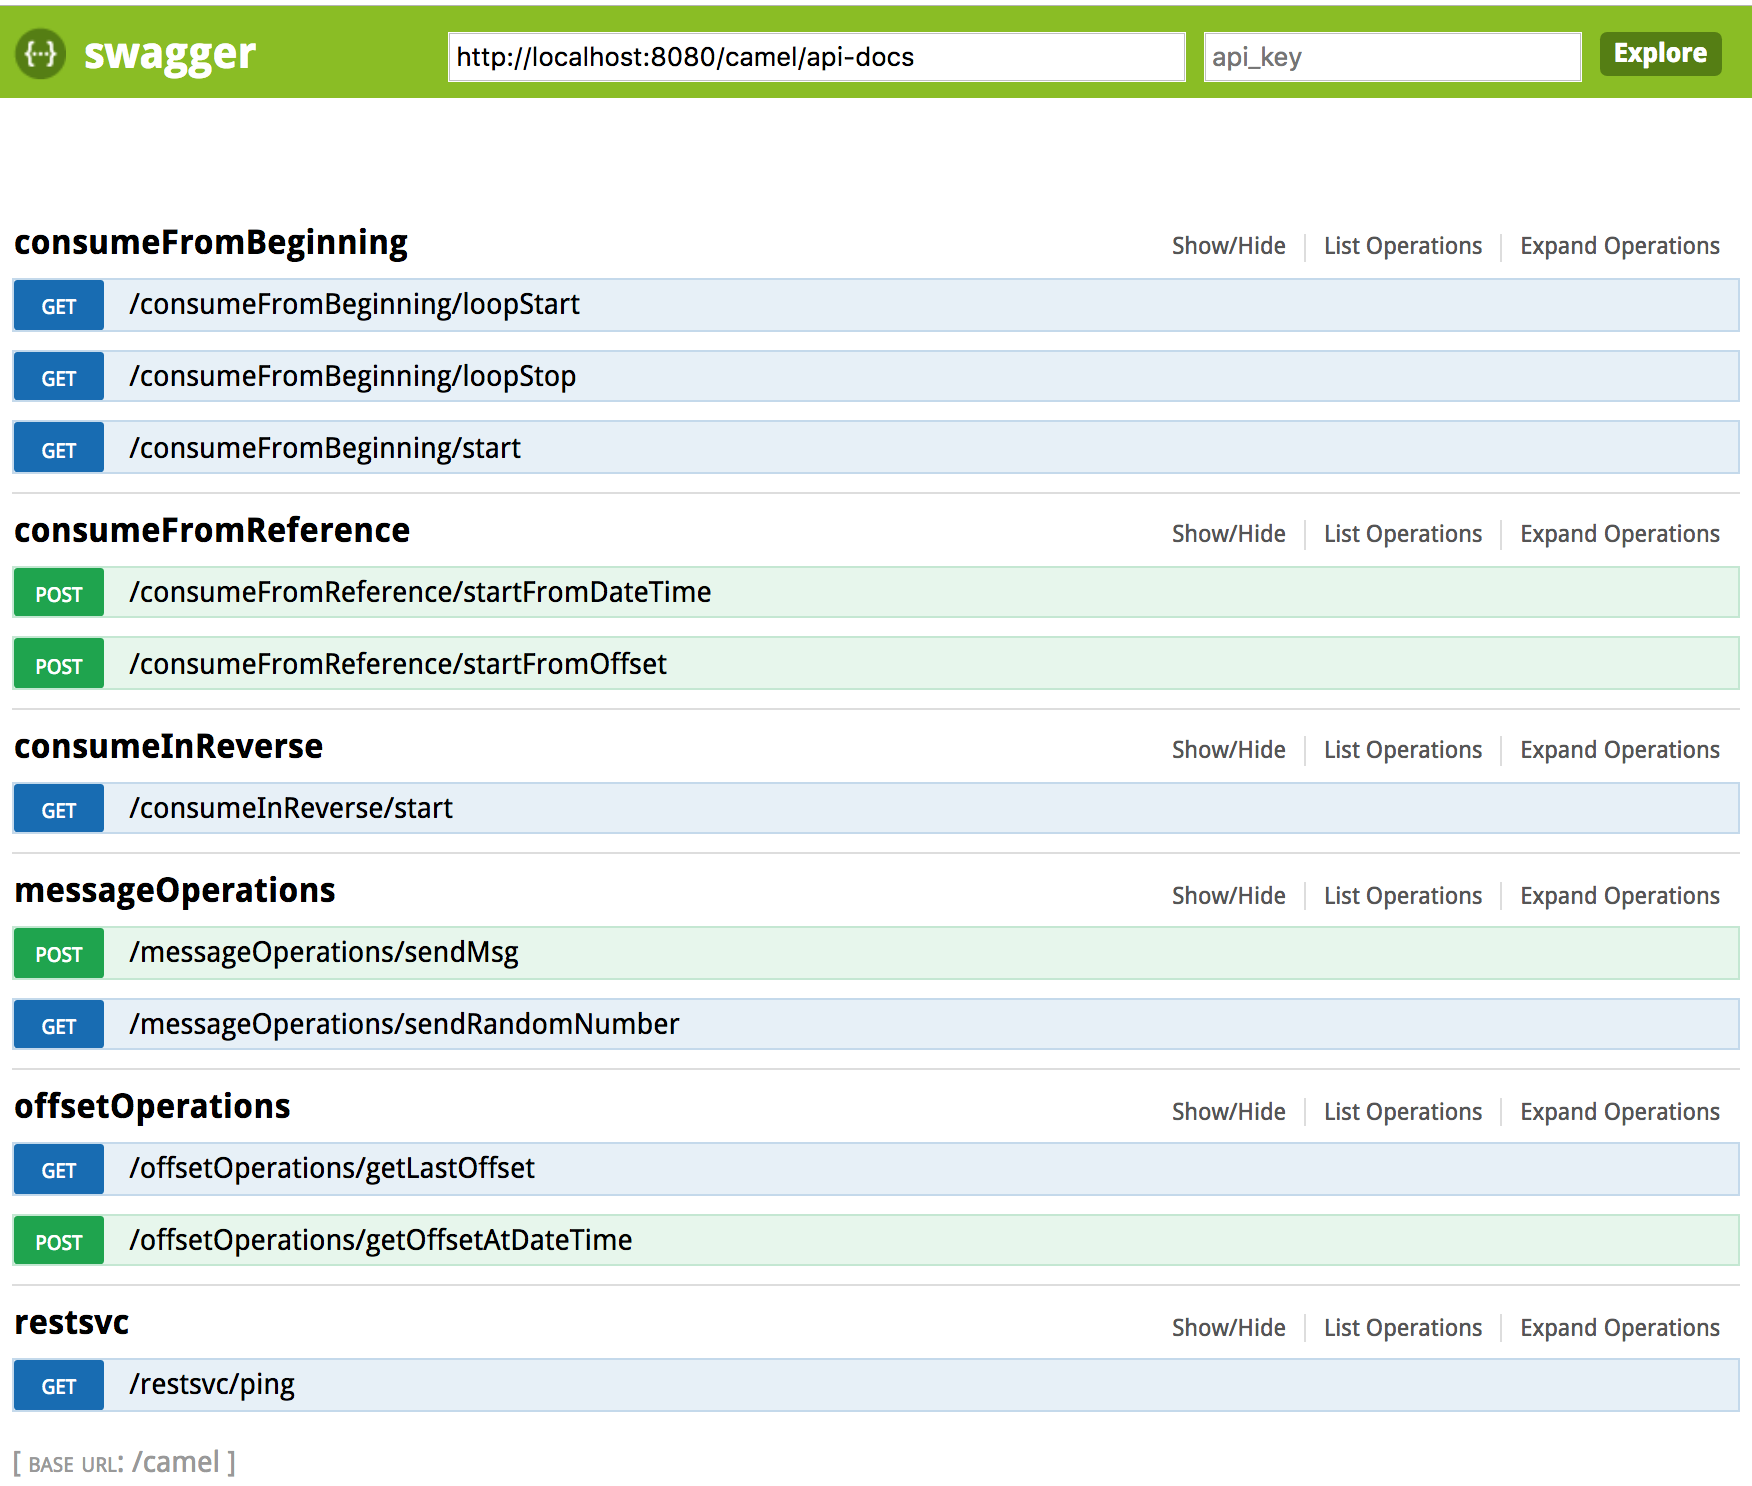 {···} swagger http://localhost:8080/camel/api-docs api_key Explore
consumeFromBeginning Show/Hide List Operations Expand Operations
GET /consumeFromBeginning/loopStart
GET /consumeFromBeginning/loopStop
GET /consumeFromBeginning/start
consumeFromReference Show/Hide List Operations Expand Operations
POST /consumeFromReference/startFromDateTime
POST /consumeFromReference/startFromOffset
consumeInReverse Show/Hide List Operations Expand Operations
GET /consumeInReverse/start
messageOperations Show/Hide List Operations Expand Operations
POST /messageOperations/sendMsg
GET /messageOperations/sendRandomNumber
offsetOperations Show/Hide List Operations Expand Operations
GET /offsetOperations/getLastOffset
POST /offsetOperations/getOffsetAtDateTime
restsvc Show/Hide List Operations Expand Operations
GET /restsvc/ping
[ BASE URL: /camel ]